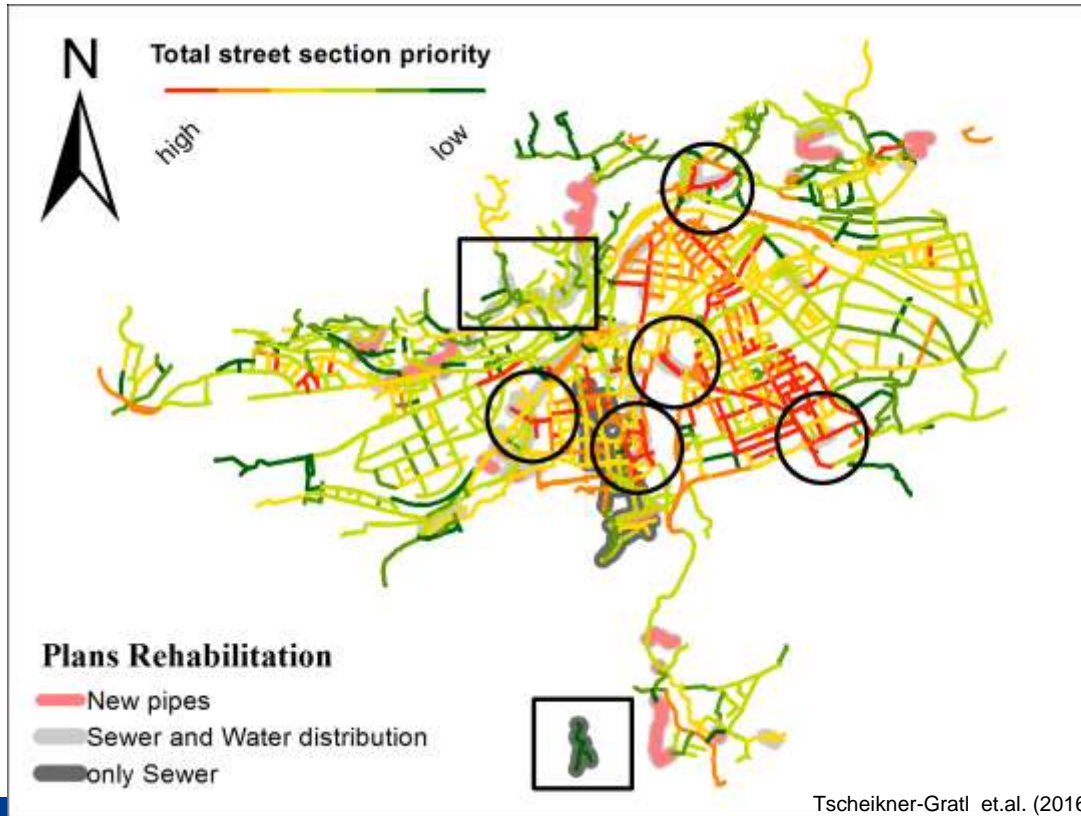 N
Total street section priority
high
low
Plans Rehabilitation
New pipes
Sewer and Water distribution
only Sewer
Tscheikner-Gratl et.al. (2016